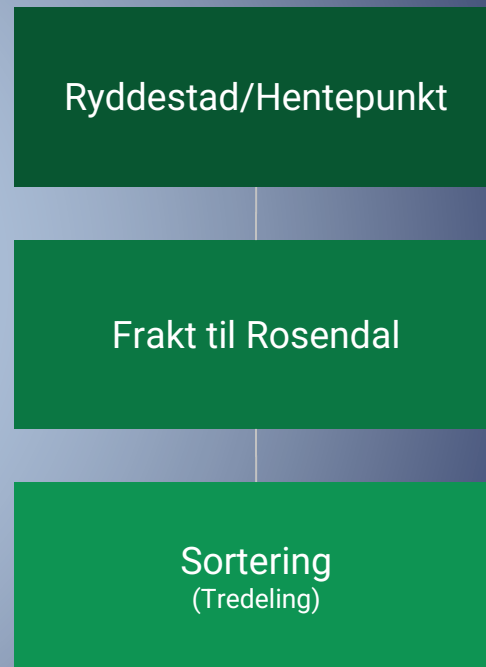 Ryddestad/Hentepunkt
Frakt til Rosendal
Sortering
(Tredeling)